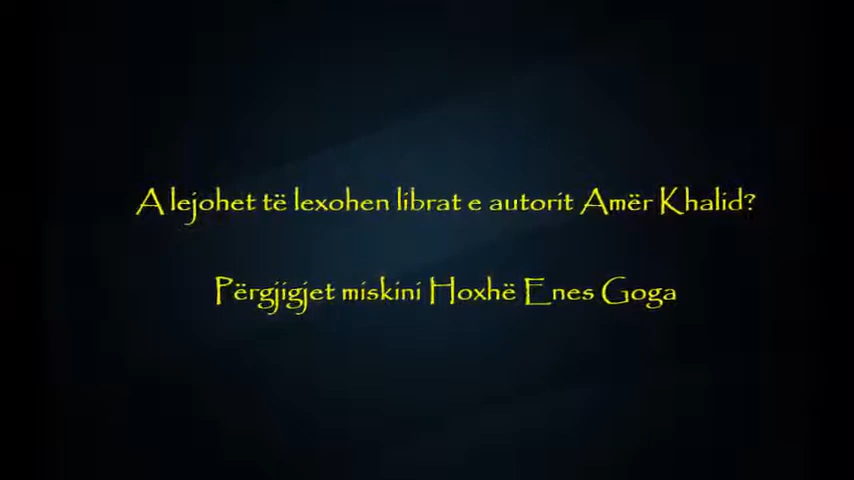 A lejohet të lexohen librat e autorit Amër Khalid?
Përgjigjet miskini Hoxhë Enes Goga